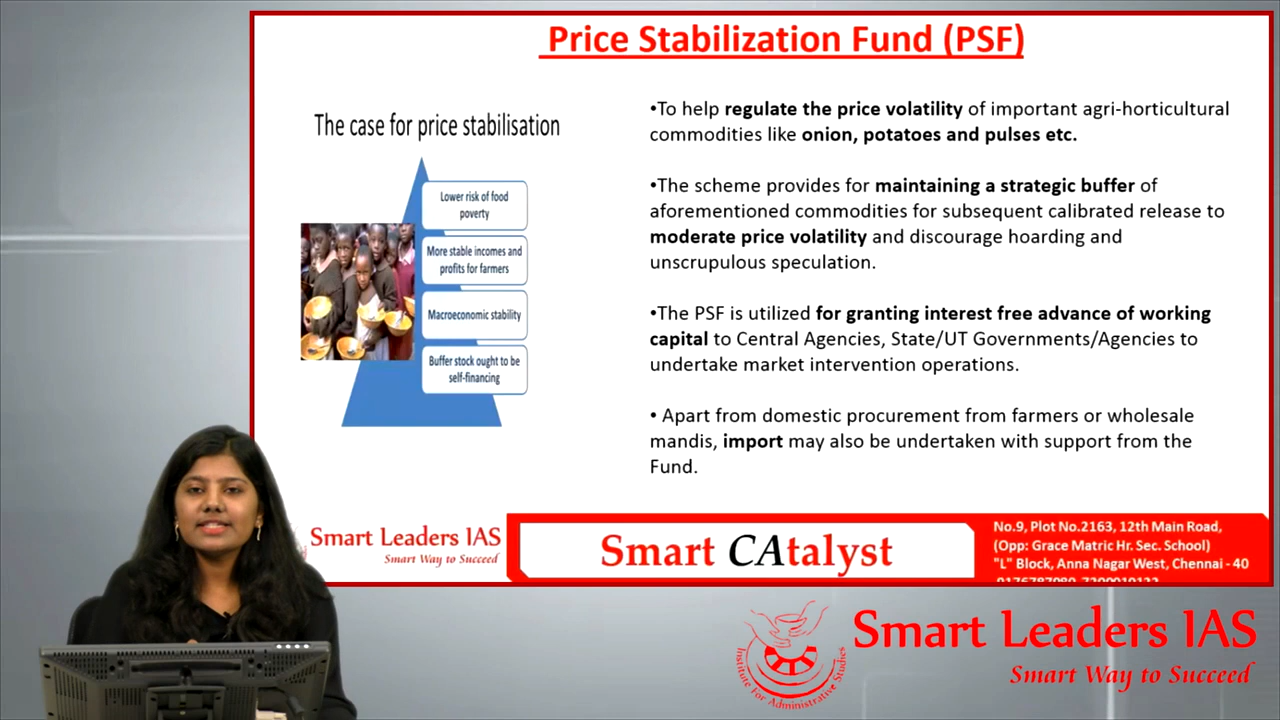 Price Stabilization Fund (PSF)
The case for price stabilisation
Lower risk of food
poverty
More stable incomes and
profits for farmers
Macroeconomic stability
Buffer stock ought to be
self-financing
•To help regulate the price volatility of important agri-horticultural
commodities like onion, potatoes and pulses etc.
•The scheme provides for maintaining a strategic buffer of
aforementioned commodities for subsequent calibrated release to
moderate price volatility and discourage hoarding and
unscrupulous speculation.
•The PSF is utilized for granting interest free advance of working
capital to Central Agencies, State/UT Governments/Agencies to
undertake market intervention operations.
• Apart from domestic procurement from farmers or wholesale
mandis, import may also be undertaken with support from the
Fund.
Smart Leaders IAS
Smart Way to Succeed
Smart CAtalyst
No.9, Plot No.2163, 12th Main Road,
(Opp: Grace Matric Hr. Sec. School)
"L" Block, Anna Nagar West, Chennai - 40
Smart Leaders IAS
Smart Way to Succeed
Institute For Administrative Studies